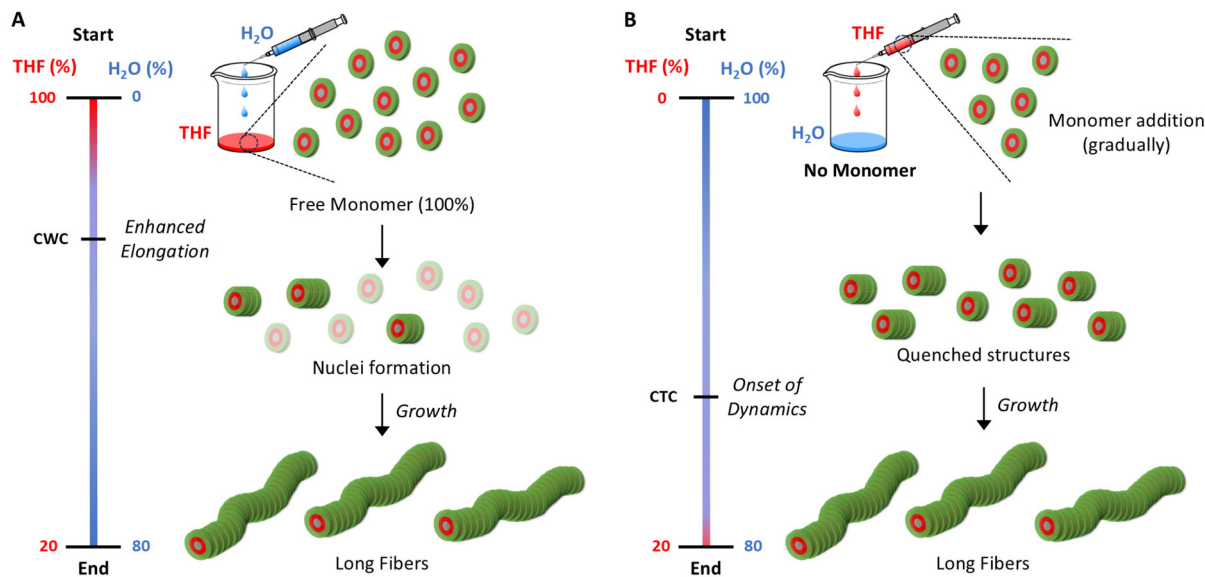 A
Start
THF (%)
H₂O (%)
100
0
H₂O
THF
Free Monomer (100%)
CWC
Enhanced
Elongation
Nuclei formation
Growth
20
80
End
Long Fibers
B
Start
THF (%)
H₂O (%)
0
100
THF
H₂O
No Monomer
Monomer addition
(gradually)
Quenched structures
CTC
Onset of
Dynamics
Growth
20
80
End
Long Fibers